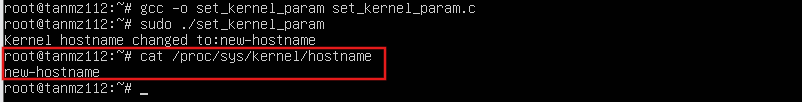 root@tanmz112:~# gcc -o set_kernel_param set_kernel_param.c
root@tanmz112:~# sudo ./set_kernel_param
Kernel hostname changed to:new-hostname
root@tanmz112:~# cat /proc/sys/kernel/hostname
new-hostname
root@tanmz112:~# _